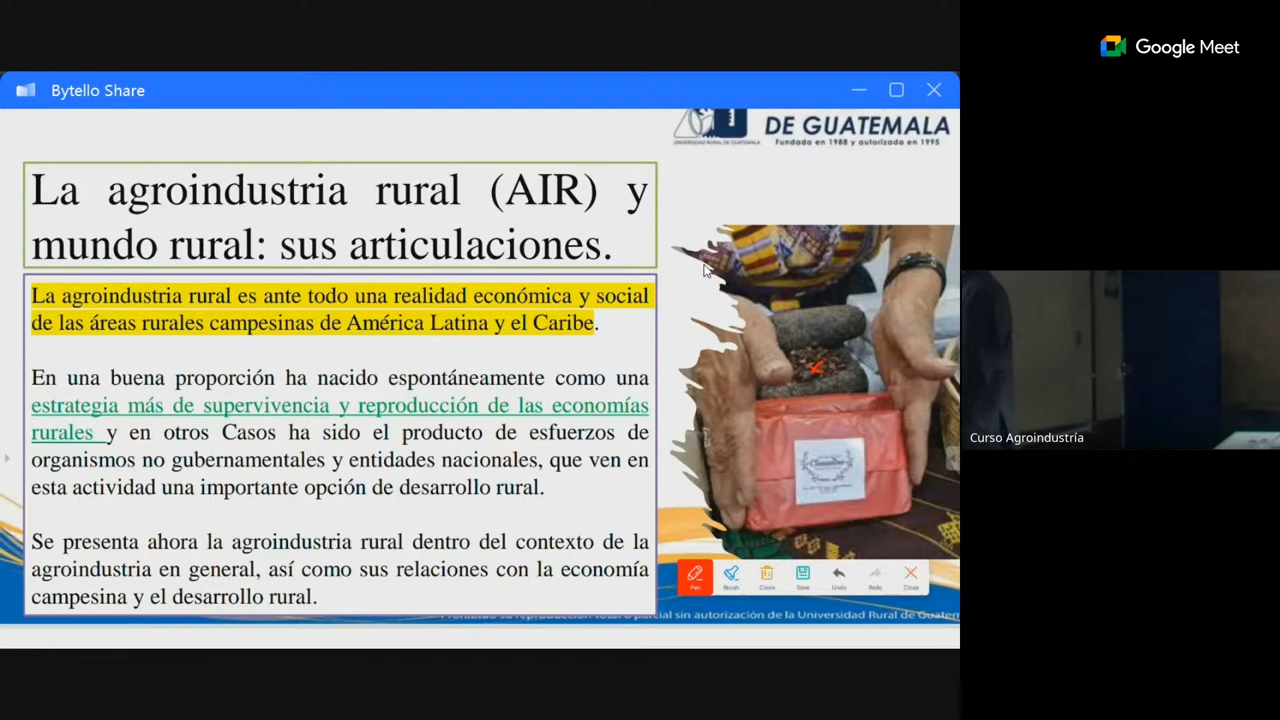 Google Meet
Bytello Share
DE GUATEMALA
UNIVERSIDAD RURAL DE GUATEMALA
Fundada en 1988 y autorizada en 1995
La agroindustria rural (AIR) y
mundo rural: sus articulaciones.
La agroindustria rural es ante todo una realidad económica y social
de las áreas rurales campesinas de América Latina y el Caribe.
En una buena proporción ha nacido espontáneamente como una
estrategia más de supervivencia y reproducción de las economías
rurales y en otros Casos ha sido el producto de esfuerzos de
organismos no gubernamentales y entidades nacionales, que ven en
esta actividad una importante opción de desarrollo rural.
Se presenta ahora la agroindustria rural dentro del contexto de la
agroindustria en general, así como sus relaciones con la economía
campesina y el desarrollo rural.
Curso Agroindustría
Pen Brush Clean Save Undo Redo Close
sin autorización de la Universidad Rural de Guatem